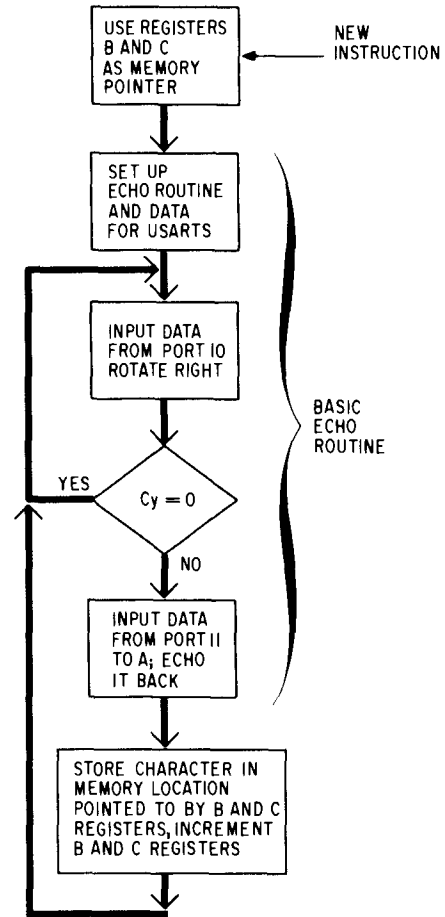 USE REGISTERS
B AND C
AS MEMORY
POINTER
NEW
INSTRUCTION
SET UP
ECHO ROUTINE
AND DATA
FOR USARTS
INPUT DATA
FROM PORT 10
ROTATE RIGHT
BASIC
ECHO
ROUTINE
YES
Cy = 0
NO
INPUT DATA
FROM PORT 11
TO A; ECHO
IT BACK
STORE CHARACTER IN
MEMORY LOCATION
POINTED TO BY B AND C
REGISTERS, INCREMENT
B AND C REGISTERS